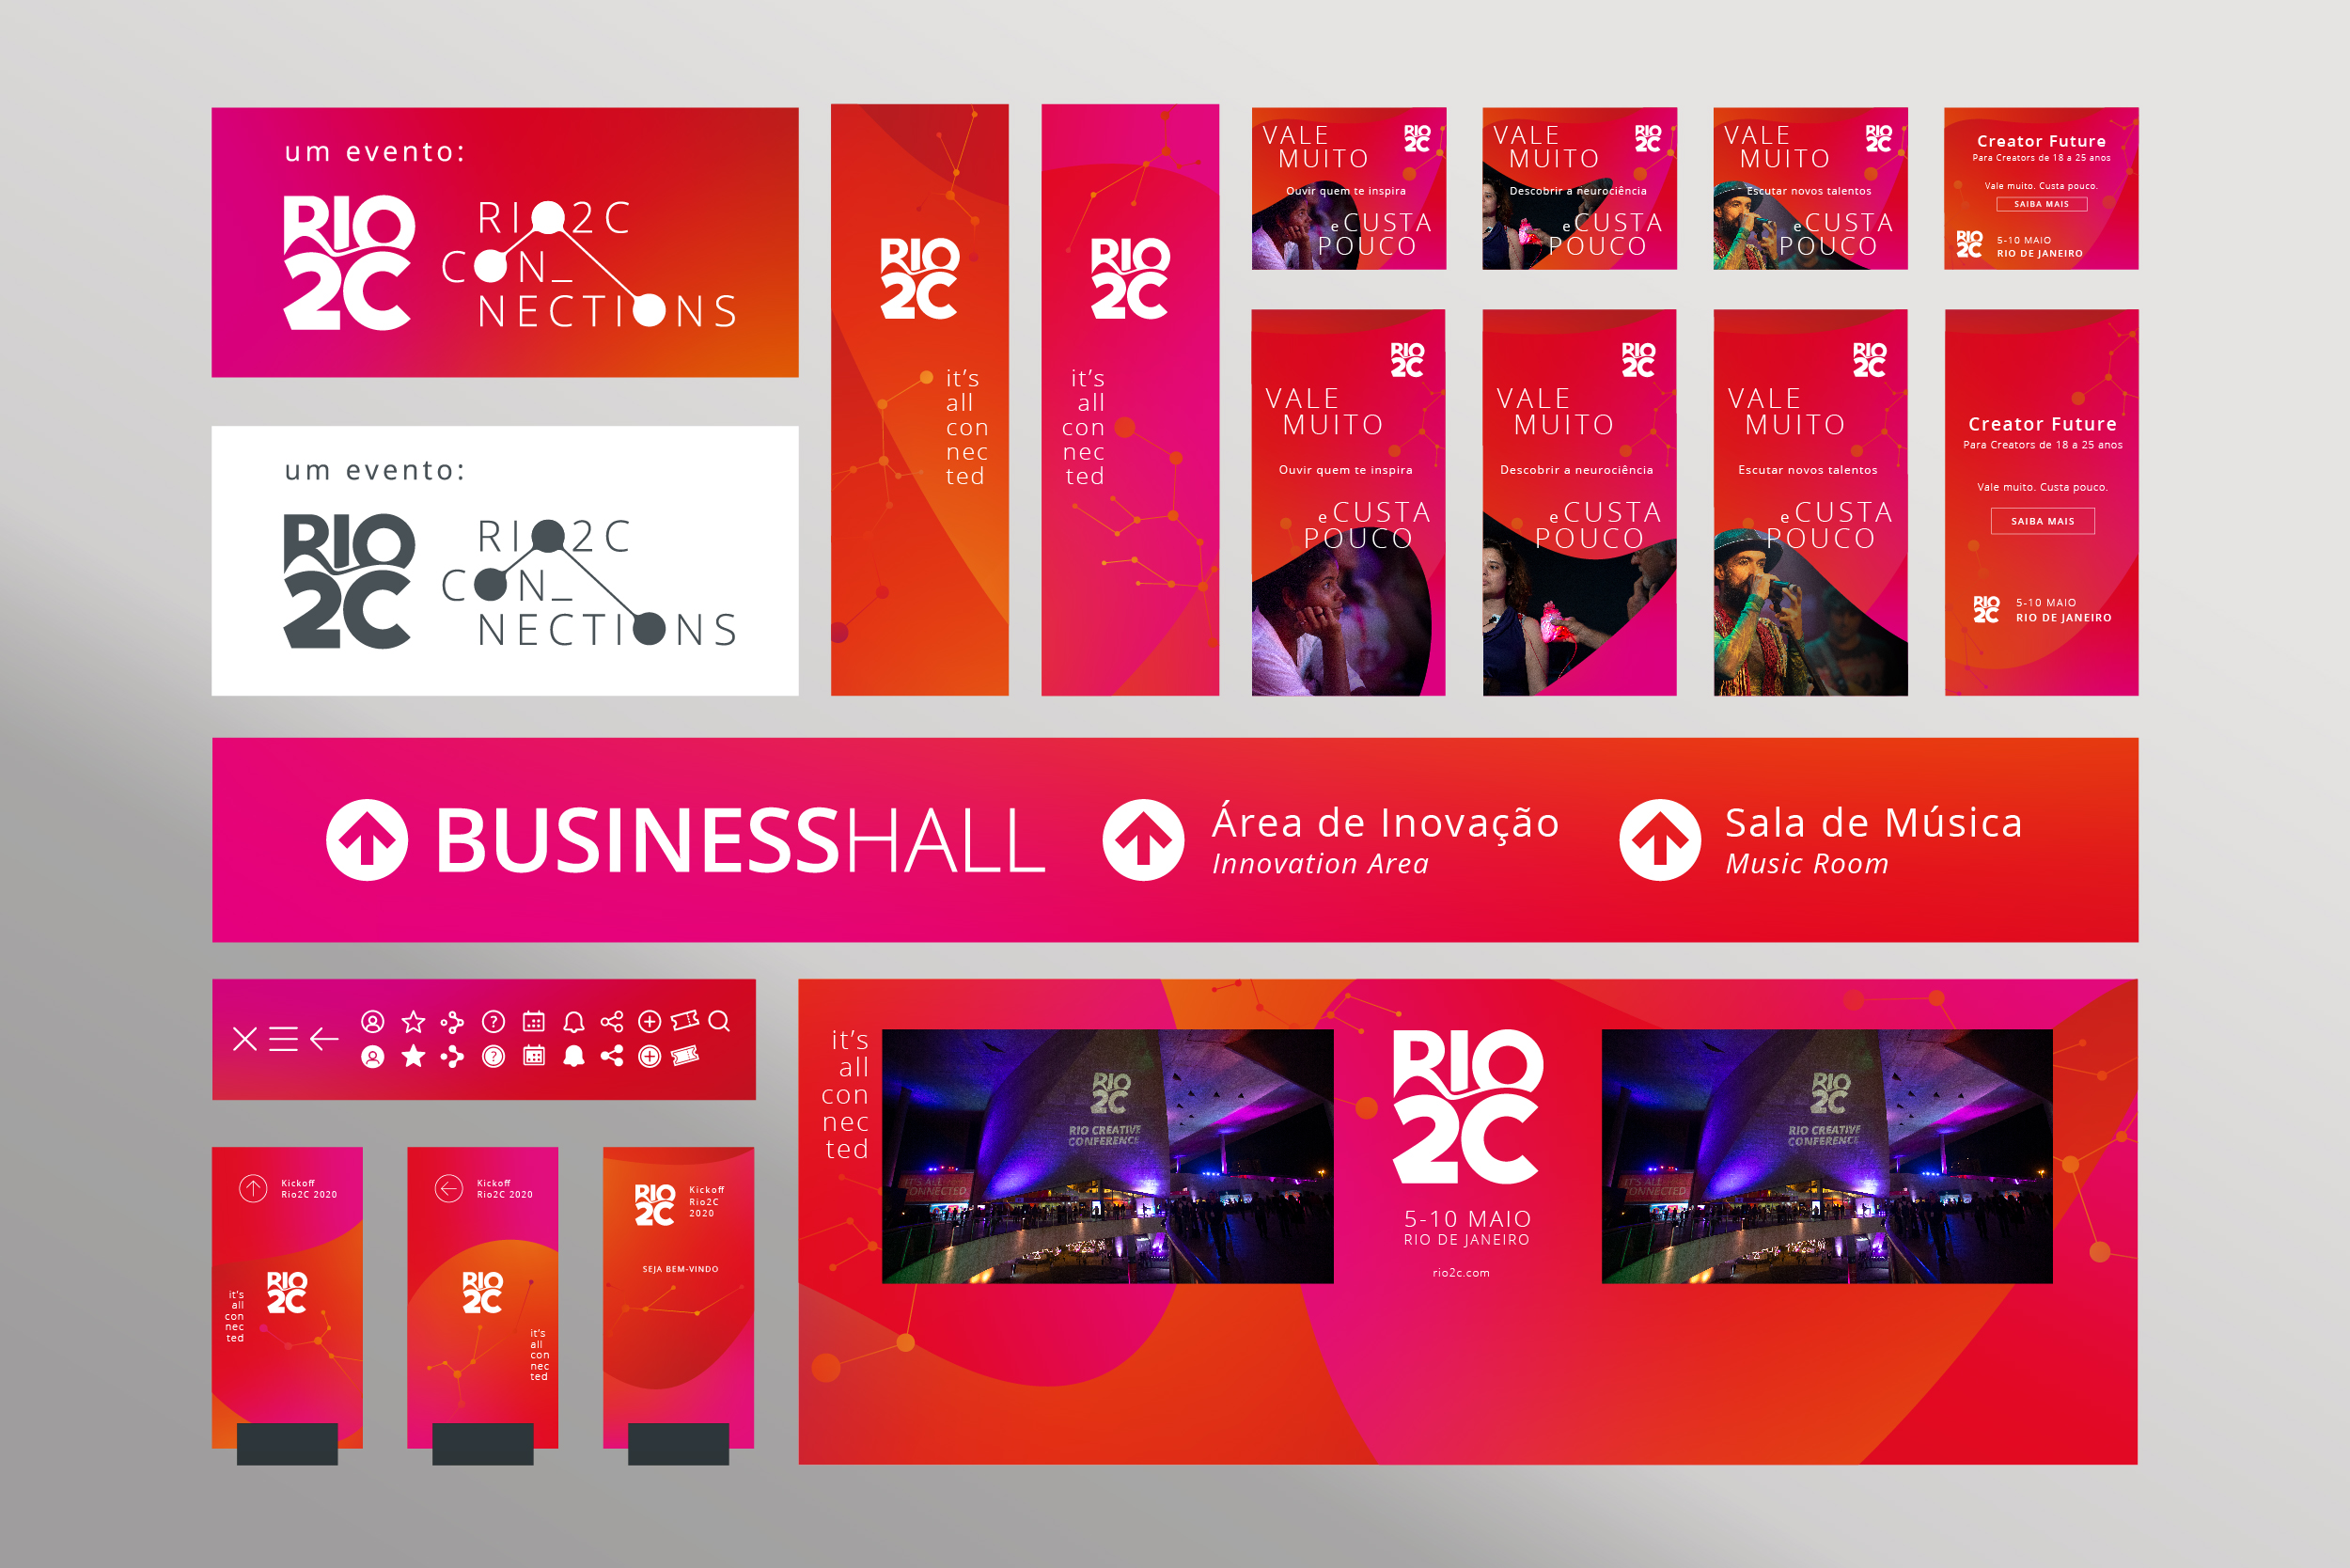 um evento:
RIO
2C
RIO2C
CON_
NECTIONS
um evento:
RIO
2C
RIO2C
CON_
NECTIONS
RIO
2C
it's
all
con
nec
ted
RIO
2C
it's
all
con
nec
ted
VALE
MUITO
RIO
2C
Ouvir quem te inspira
e CUSTA
POUCO
VALE
MUITO
RIO
2C
Descobrir a neurociência
e CUSTA
POUCO
VALE
MUITO
RIO
2C
Escutar novos talentos
e CUSTA
POUCO
Creator Future
Para Creators de 18 a 25 anos
Vale muito. Custa pouco.
SAIBA MAIS
RIO
2C
5-10 MAIO
RIO DE JANEIRO
RIO
2C
VALE
MUITO
Ouvir quem te inspira
e CUSTA
POUCO
RIO
2C
VALE
MUITO
Descobrir a neurociência
e CUSTA
POUCO
RIO
2C
VALE
MUITO
Escutar novos talentos
e CUSTA
POUCO
Creator Future
Para Creators de 18 a 25 anos
Vale muito. Custa pouco.
SAIBA MAIS
RIO
2C
5-10 MAIO
RIO DE JANEIRO
BUSINESSHALL
Área de Inovação
Innovation Area
Sala de Música
Music Room
Kickoff
Rio2C 2020
RIO
2C
it's
all
con
nec
ted
Kickoff
Rio2C 2020
RIO
2C
it's
all
con
nec
ted
RIO
2C
Kickoff
Rio2C
2020
SEJA BEM-VINDO
it's
all
con
nec
ted
RIO
2C
RIO CREATIVE
CONFERENCE
IT'S ALL
CONNECTED
RIO
2C
5-10 MAIO
RIO DE JANEIRO
rio2c.com
RIO
2C
RIO CREATIVE
CONFERENCE
IT'S ALL
CONNECTED